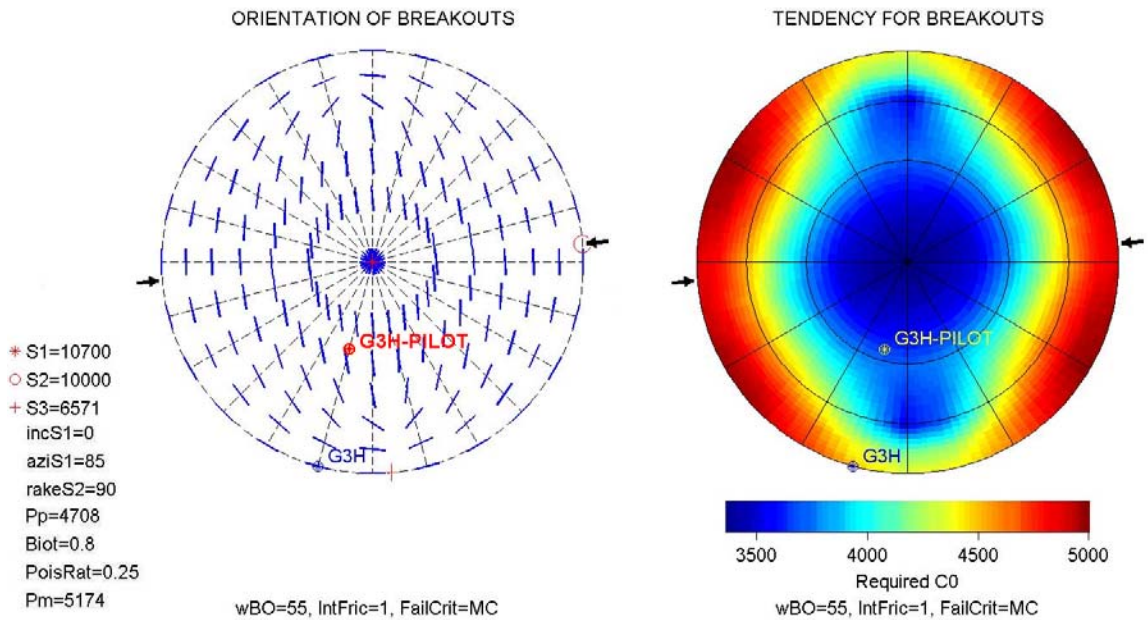 ORIENTATION OF BREAKOUTS
G3H-PILOT
G3H
S1=10700
S2=10000
S3=6571
incS1=0
aziS1=85
rakeS2=90
Pp=4708
Biot=0.8
PoisRat=0.25
Pm=5174
wBO=55, IntFric=1, FailCrit=MC
TENDENCY FOR BREAKOUTS
G3H-PILOT
G3H
3500 4000 4500 5000
Required C0
wBO=55, IntFric=1, FailCrit=MC